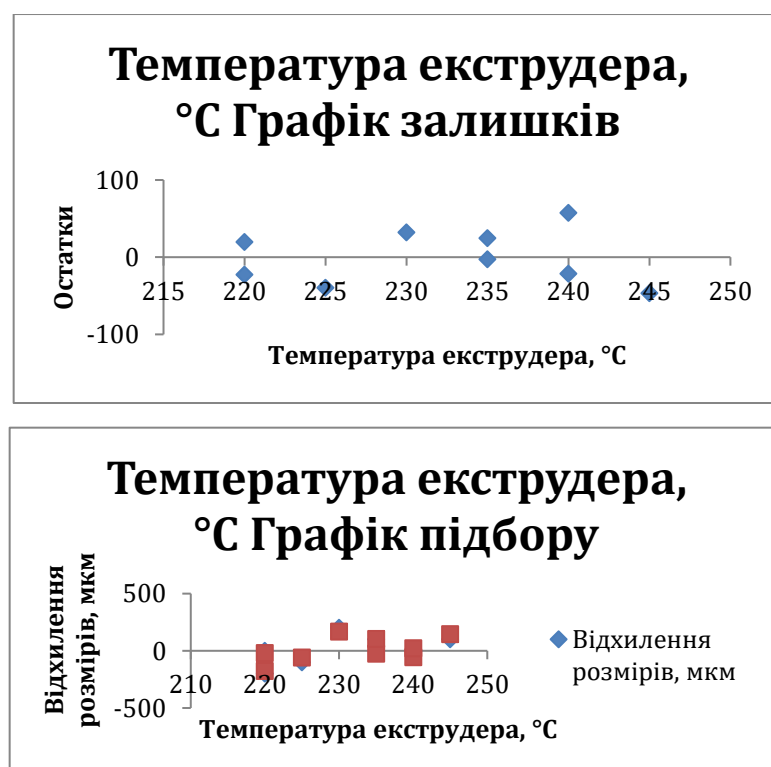 Температура екструдера,
°C Графік залишків
100
0
-100
215 220 225 230 235 240 245 250
Остатки
Температура екструдера, °C
Температура екструдера,
°C Графік підбору
500
0
-500
210 220 230 240 250
Відхилення
розмірів, мкм
Температура екструдера, °C
Відхилення
розмірів, мкм